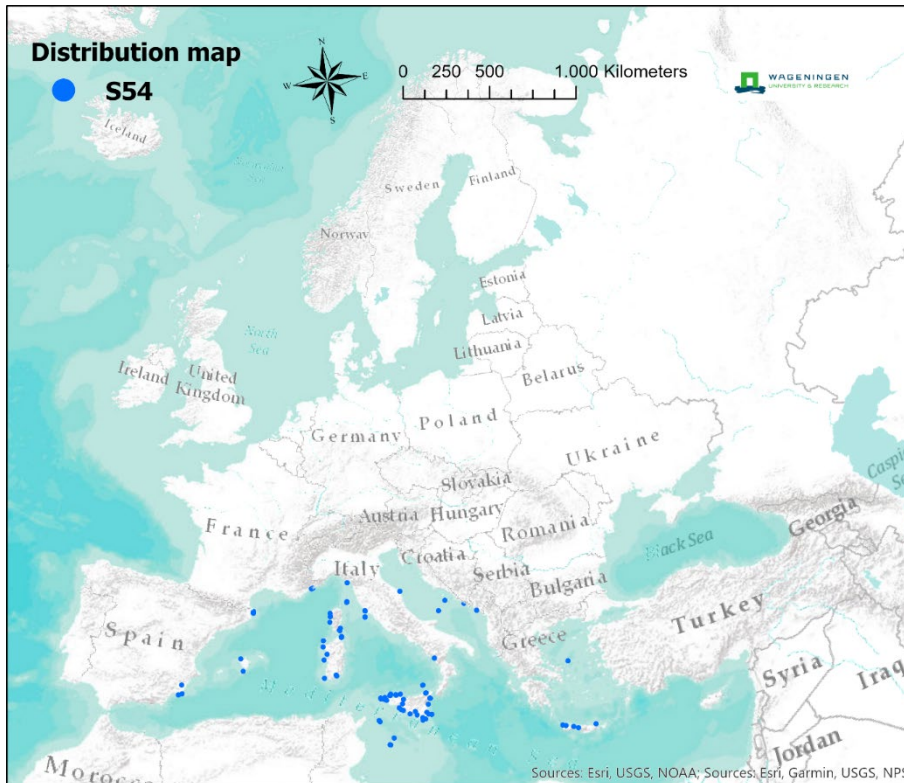 Distribution map
S54
N
W
E
S
0 250 500 1.000 Kilometers
WAGENINGEN
UNIVERSITY & RESEARCH
Iceland
Sweden
Finland
Norway
Estonia
Latvia
Lithuania
Belarus
North
Sea
Ireland
United
Kingdom
Germany
Poland
Ukraine
Slovakia
Austria
Hungary
Romania
France
Croatia
Italy
Serbia
Bulgaria
Black Sea
Georgia
Turkey
Greece
Spain
Syria
Iraq
Jordan
Sources: Esri, USGS, NOAA; Sources: Esri, Garmin, USGS, NPS